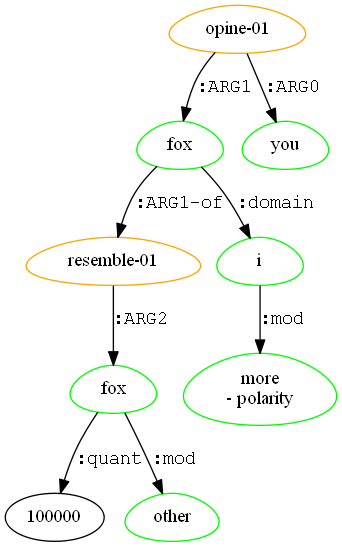 opine-01
:ARG1
:ARG0
fox
you
:ARG1-of
:domain
resemble-01
i
:ARG2
:mod
fox
more
- polarity
:quant
:mod
100000
other